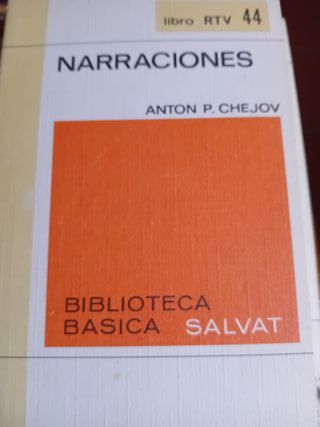 libro RTV 44
NARRACIONES
ANTON P. CHEJOV
BIBLIOTECA
BASICA SALVAT